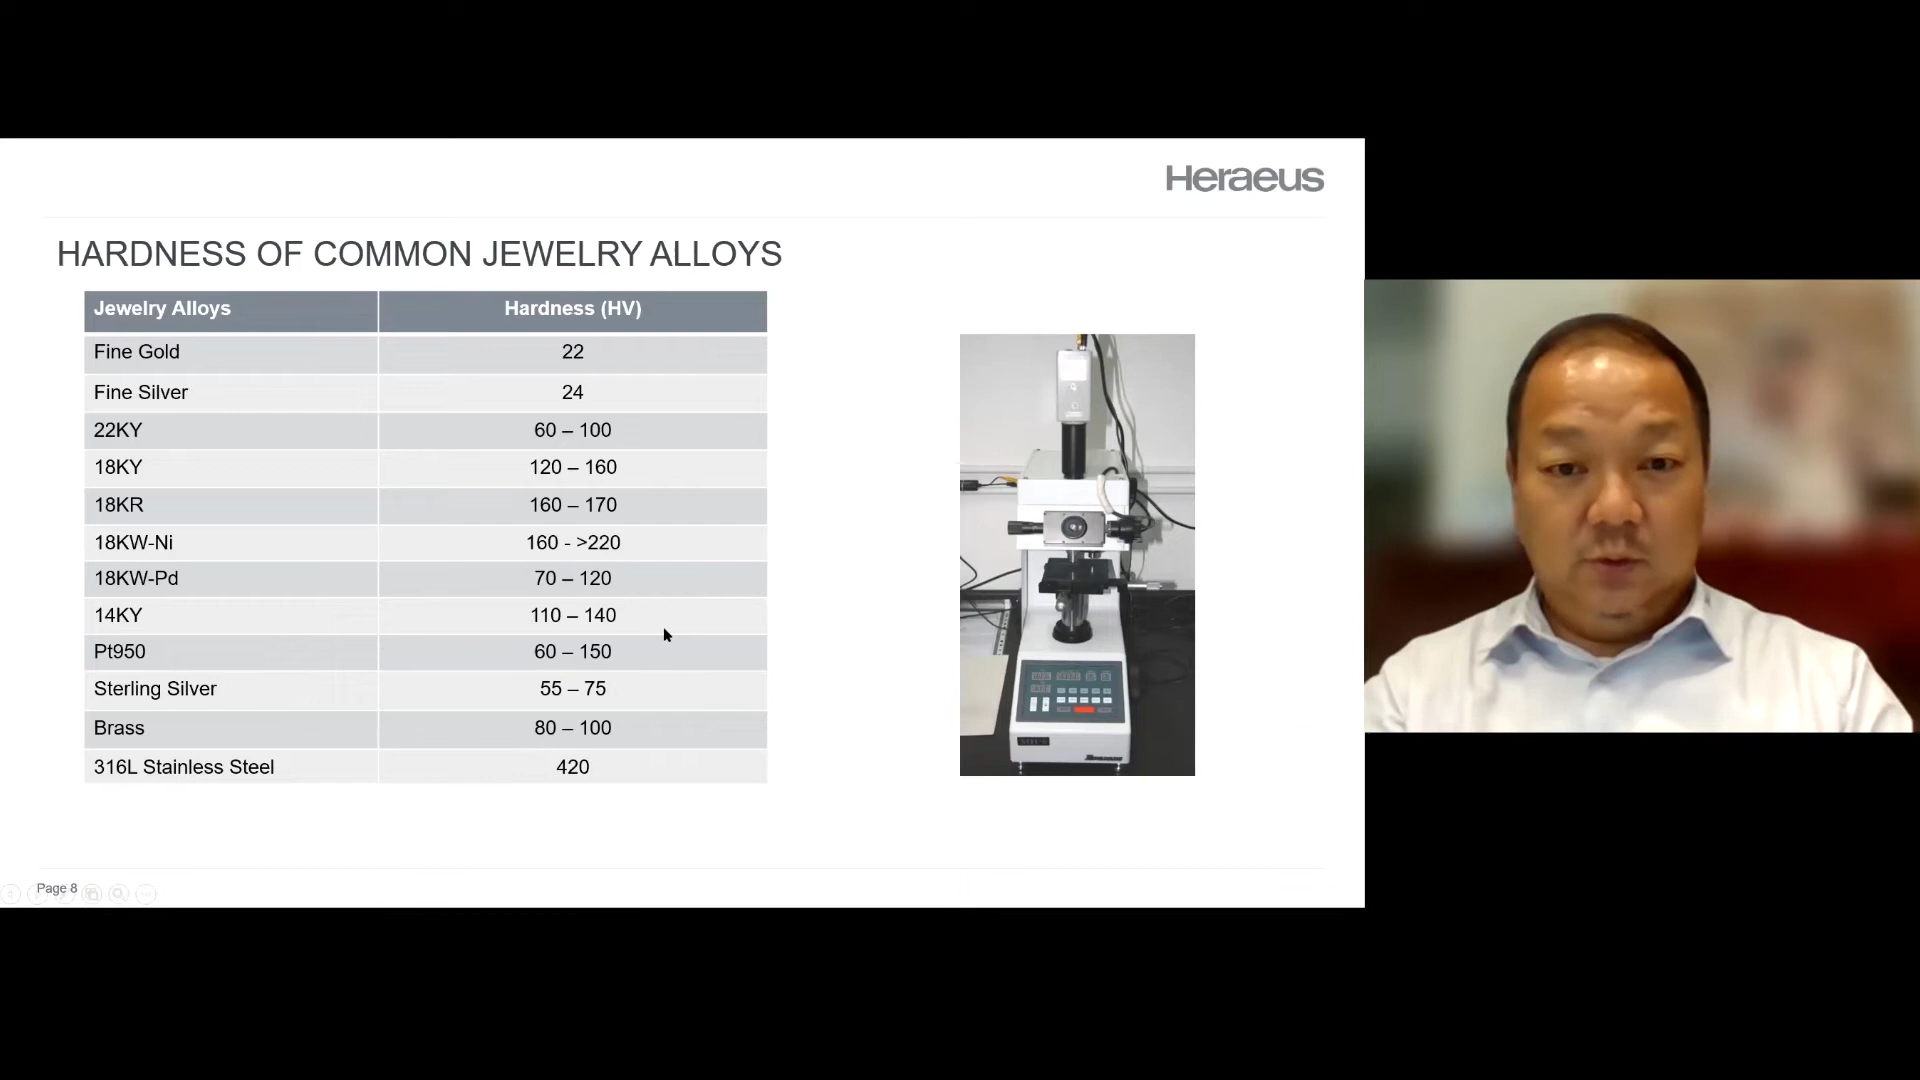 Heraeus
HARDNESS OF COMMON JEWELRY ALLOYS
Jewelry Alloys Hardness (HV)
Fine Gold 22
Fine Silver 24
22KY 60 – 100
18KY 120 – 160
18KR 160 – 170
18KW-Ni 160 - >220
18KW-Pd 70 – 120
14KY 110 – 140
Pt950 60 – 150
Sterling Silver 55 – 75
Brass 80 – 100
316L Stainless Steel 420
Page 8